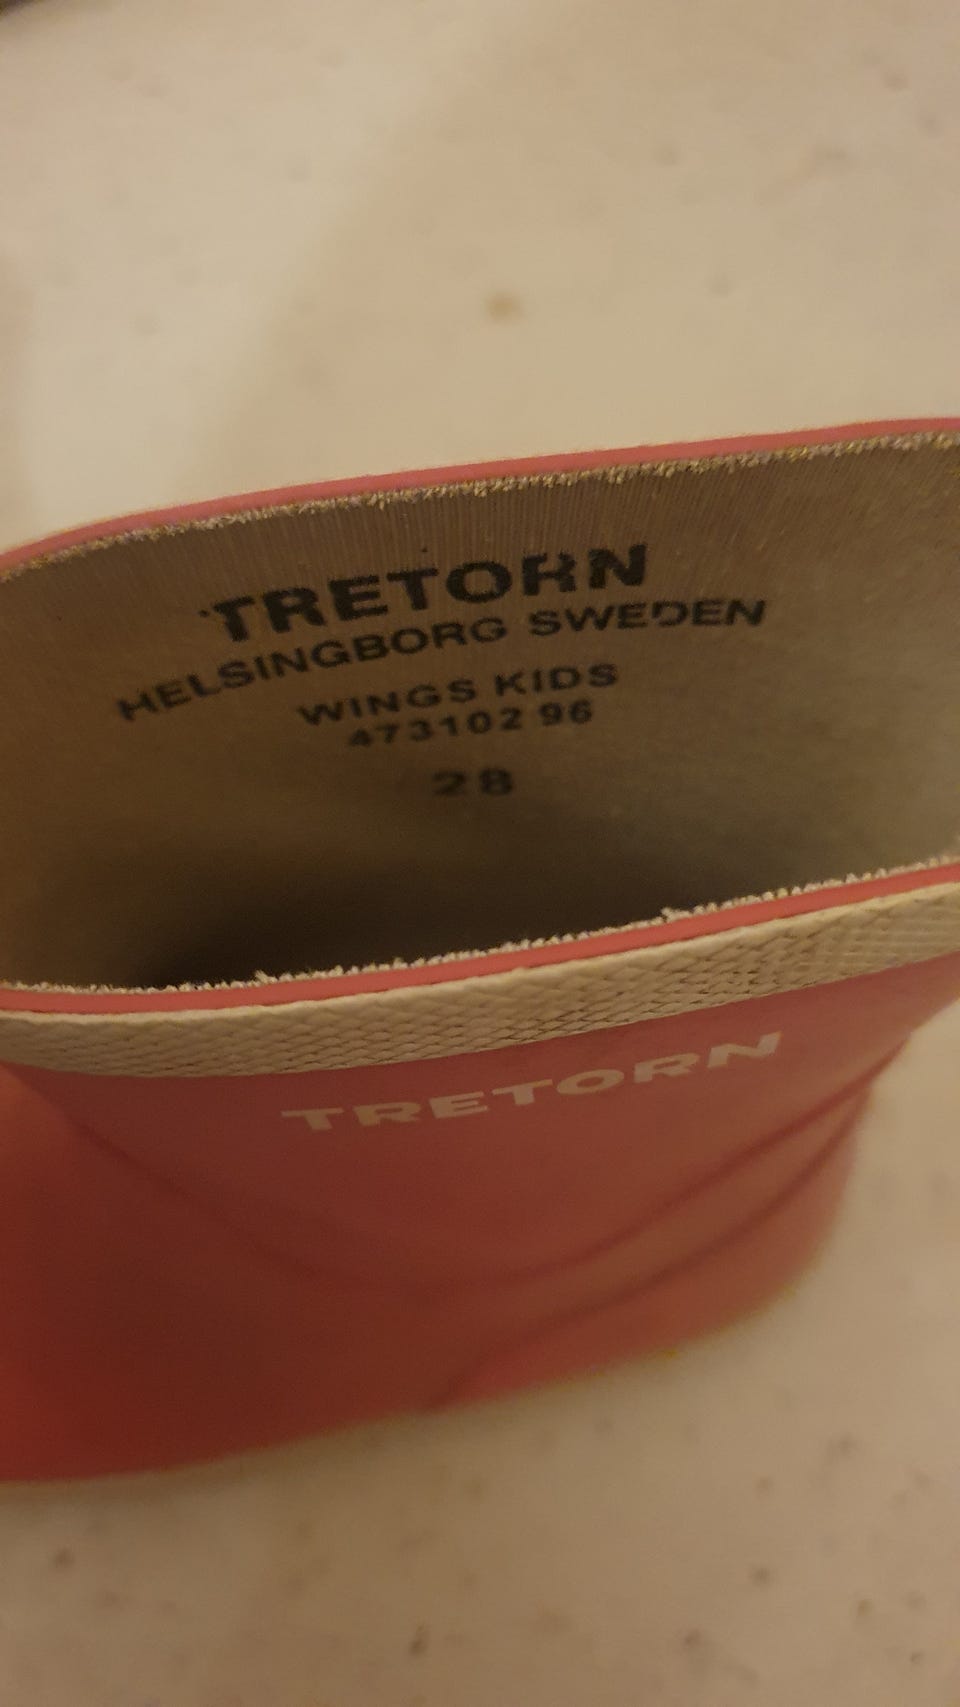 TRETORN
HELSINGBORG SWEDEN
WINGS KIDS
473102 96
28
TRETORN